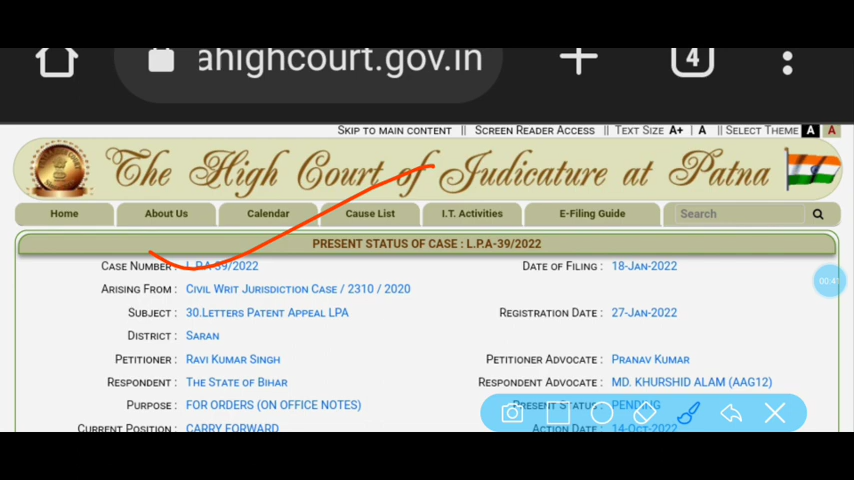 ahighcourt.gov.in 4
SKIP TO MAIN CONTENT || SCREEN READER ACCESS || TEXT SIZE A+ | A || SELECT THEME A A
The High Court of Judicature at Patna
Home About Us Calendar Cause List I.T. Activities E-Filing Guide Search
PRESENT STATUS OF CASE : L.P.A-39/2022
CASE NUMBER : L.P.A-39/2022 DATE OF FILING : 18-JAN-2022
ARISING FROM : CIVIL WRIT JURISDICTION CASE / 2310 / 2020
SUBJECT : 30.LETTERS PATENT APPEAL LPA REGISTRATION DATE : 27-JAN-2022
DISTRICT : SARAN
PETITIONER : RAVI KUMAR SINGH PETITIONER ADVOCATE : PRANAV KUMAR
RESPONDENT : THE STATE OF BIHAR RESPONDENT ADVOCATE : MD. KHURSHID ALAM (AAG12)
PURPOSE : FOR ORDERS (ON OFFICE NOTES) PRESENT STATUS : PENDING
CURRENT POSITION : CARRY FORWARD ACTION DATE : 14-OCT-2022
00:41